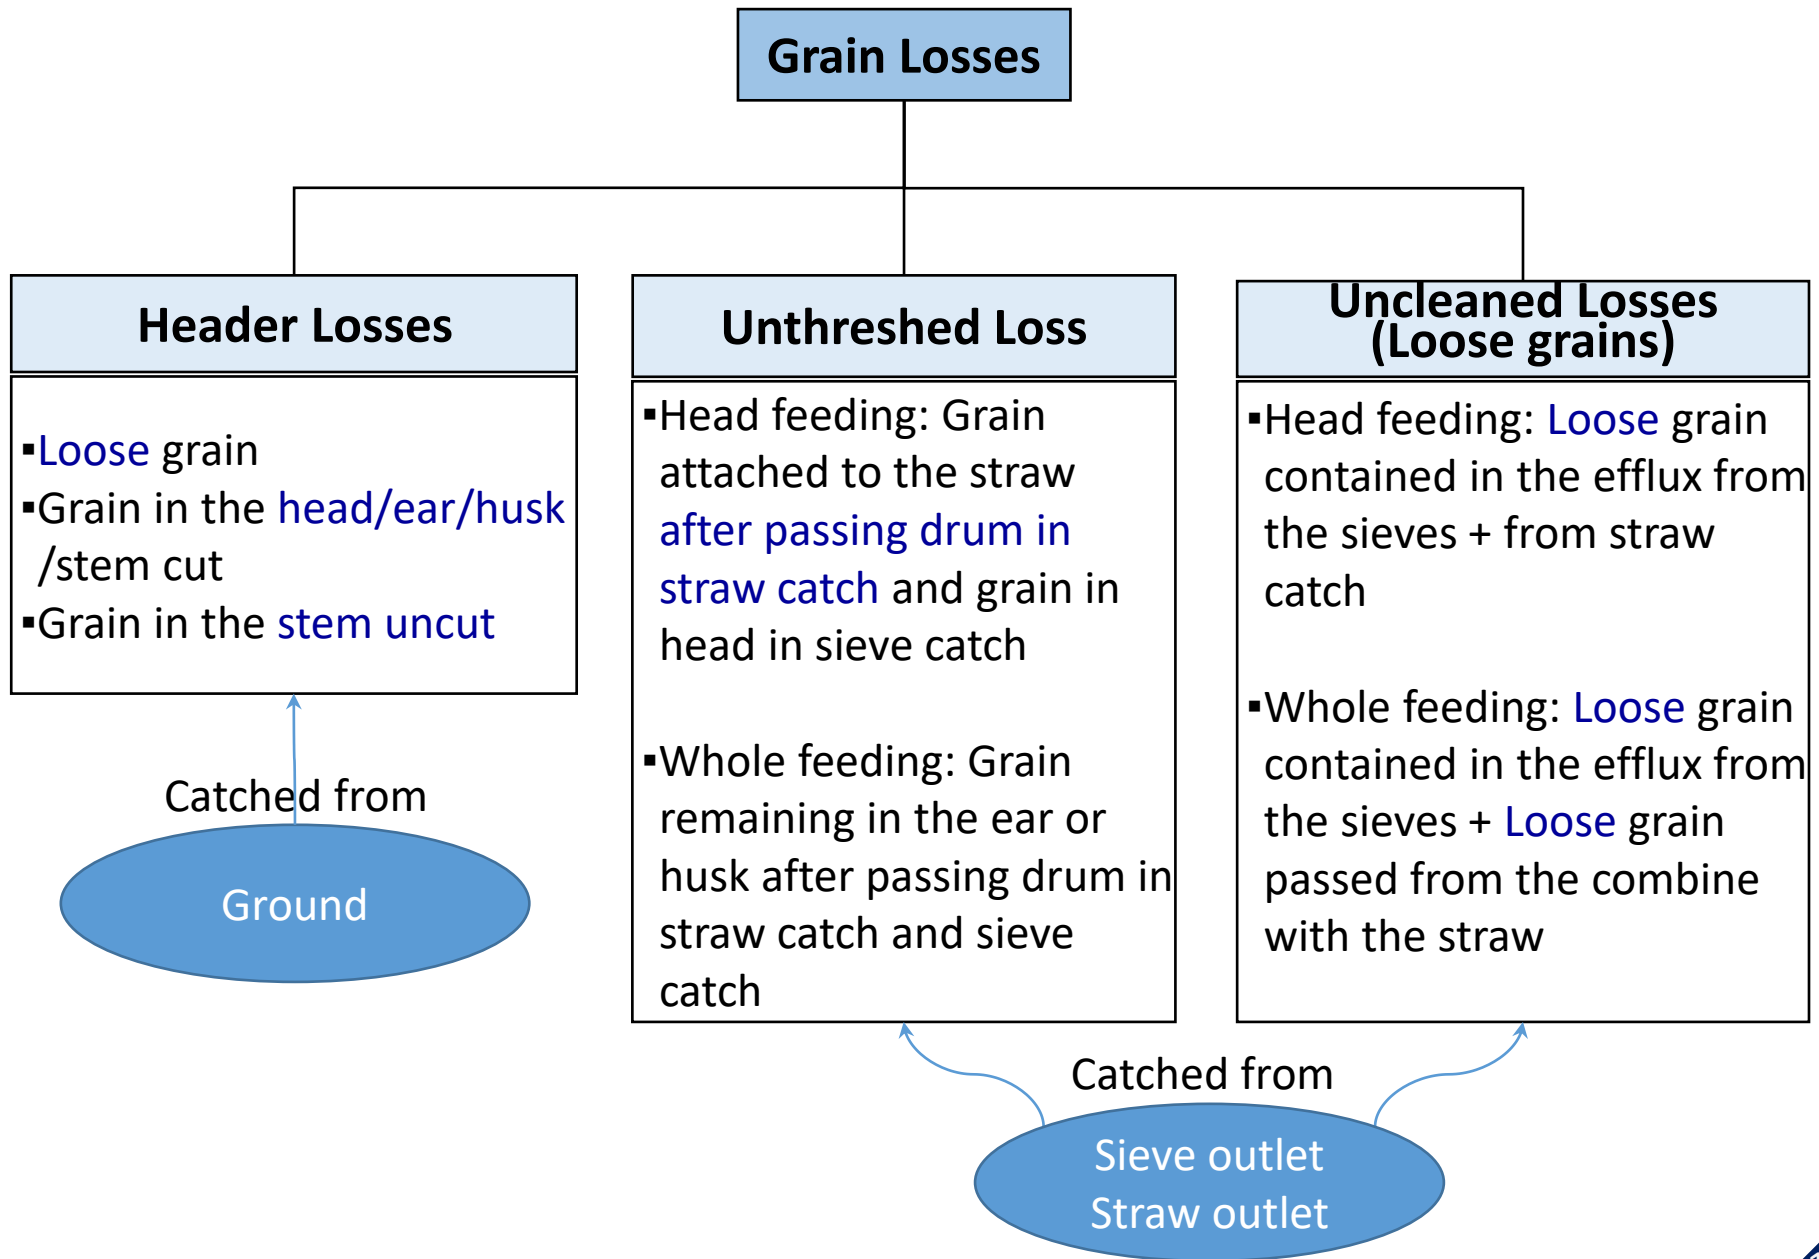 Grain Losses
Header Losses
▪Loose grain
▪Grain in the head/ear/husk
/stem cut
▪Grain in the stem uncut
Catched from
Ground
Unthreshed Loss
▪Head feeding: Grain
attached to the straw
after passing drum in
straw catch and grain in
head in sieve catch
▪Whole feeding: Grain
remaining in the ear or
husk after passing drum in
straw catch and sieve
catch
Uncleaned Losses
(Loose grains)
▪Head feeding: Loose grain
contained in the efflux from
the sieves + from straw
catch
▪Whole feeding: Loose grain
contained in the efflux from
the sieves + Loose grain
passed from the combine
with the straw
Catched from
Sieve outlet
Straw outlet